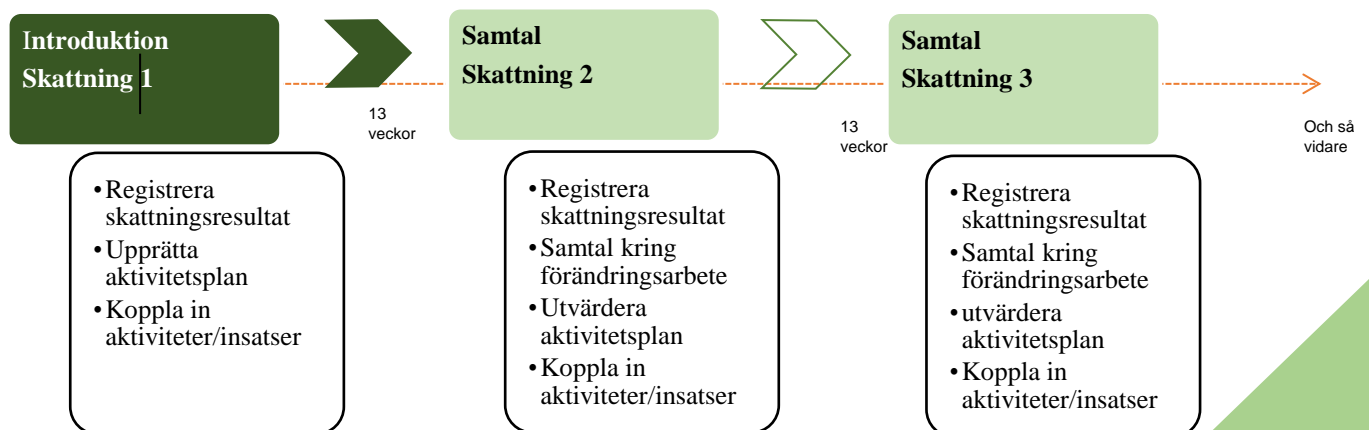 Introduktion
Skattning 1
13
veckor
Samtal
Skattning 2
13
veckor
Samtal
Skattning 3
Och så
vidare
•Registrera
skattningsresultat
•Upprätta
aktivitetsplan
•Koppla in
aktiviteter/insatser
•Registrera
skattningsresultat
•Samtal kring
förändringsarbete
•Utvärdera
aktivitetsplan
•Koppla in
aktiviteter/insatser
•Registrera
skattningsresultat
•Samtal kring
förändringsarbete
•utvärdera
aktivitetsplan
•Koppla in
aktiviteter/insatser